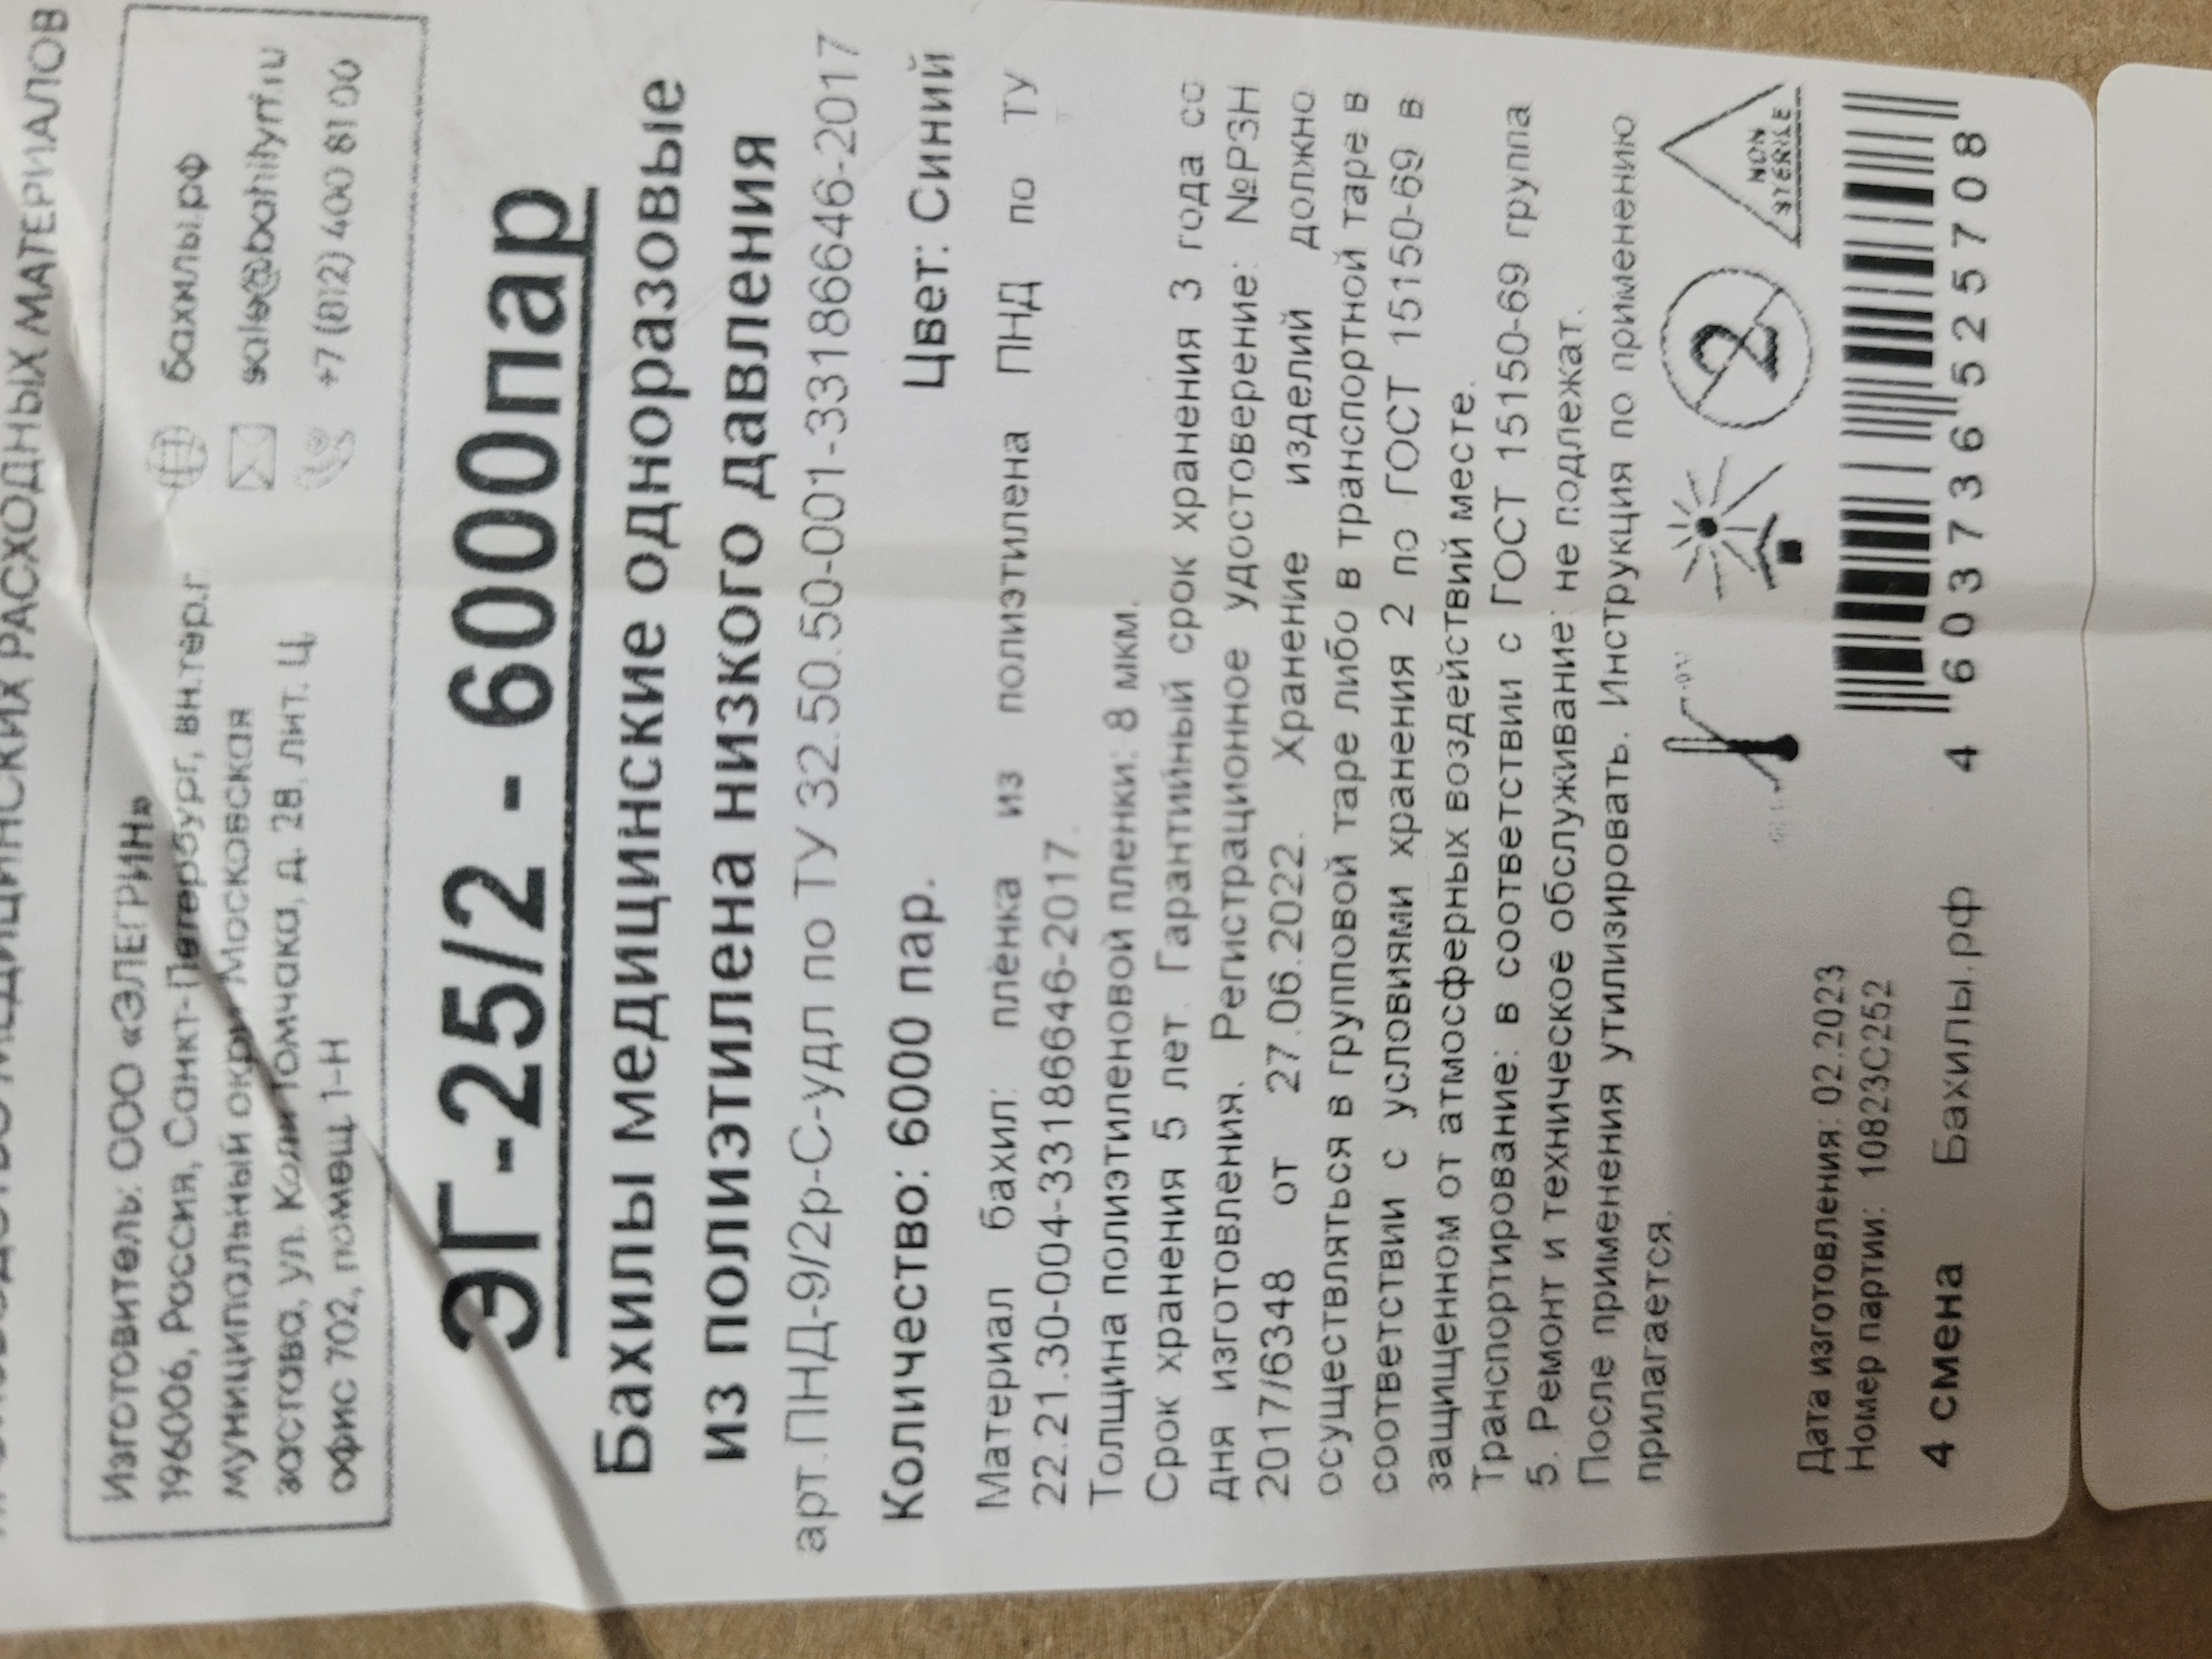 МЕДИЦИНСКИХ РАСХОДНЫХ МАТЕРИАЛОВ
Изготовитель: ООО «ЭЛЕГРИН»
196006, Россия, Санкт-Петербург, вн.тер.г.
муниципальный округ Московская
застава, ул. Коли Томчака, д. 28, лит. Ц,
офис 702, помещ. 1-Н
бахилы.рф
+7 (812) 400 81 00
ЭГ-25/2 - 6000пар
Бахилы медицинские одноразовые
из полиэтилена низкого давления
арт.ПНД-9/2р-С-удл по ТУ 32.50.50-001-33186646-2017
Количество: 6000 пар. Цвет: Синий
Материал бахил: плёнка из полиэтилена ПНД по ТУ
22.21.30-004-33186646-2017.
Толщина полиэтиленовой пленки: 8 мкм.
Срок хранения 5 лет. Гарантийный срок хранения 3 года со
дня изготовления. Регистрационное удостоверение: №РЗН
2017/6348 от 27.06.2022. Хранение изделий должно
осуществляться в групповой таре либо в транспортной таре в
соответствии с условиями хранения 2 по ГОСТ 15150-69 в
защищенном от атмосферных воздействий месте.
Транспортирование: в соответствии с ГОСТ 15150-69 группа
5. Ремонт и техническое обслуживание: не подлежат.
После применения утилизировать. Инструкция по применению
прилагается.
2
NON
STERILE
Дата изготовления: 02.2023
Номер партии: 10823С252
4 смена Бахилы.рф 4 603736 525708